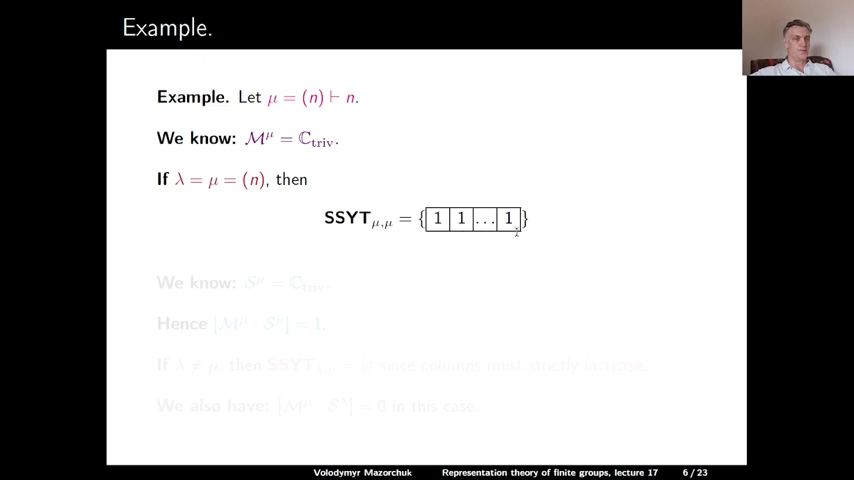 Example.
Example. Let μ = (n) ⊢ n.
We know: ℳ^μ = ℂ_triv.
If λ = μ = (n), then
SSYT_μ,μ = { 1 1 … 1 }
We know: 𝒮^μ = ℂ_triv.
Hence [ℳ^μ : 𝒮^μ] = 1.
If λ ≠ μ, then SSYT_λ,μ = ∅ since columns must strictly increase.
We also have: [ℳ^μ : 𝒮^λ] = 0 in this case.
Volodymyr Mazorchuk Representation theory of finite groups, lecture 17 6 / 23